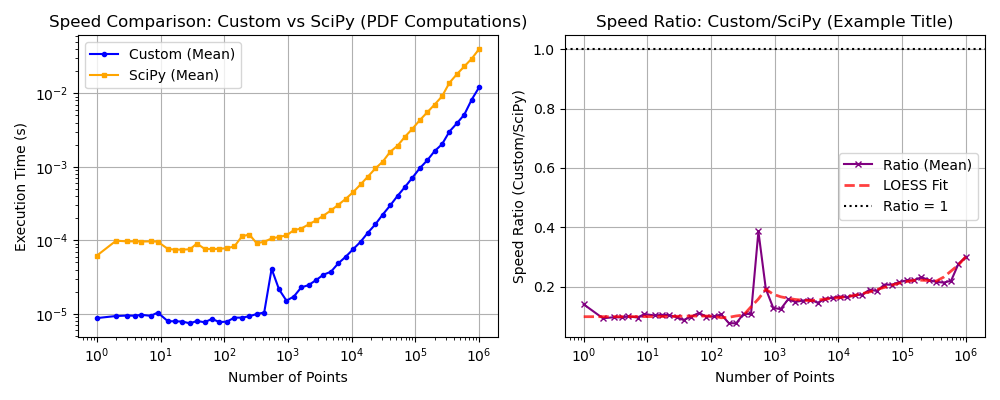 Speed Comparison: Custom vs SciPy (PDF Computations)
Execution Time (s)
10⁻²
10⁻³
10⁻⁴
10⁻⁵
Custom (Mean)
SciPy (Mean)
10⁰ 10¹ 10² 10³ 10⁴ 10⁵ 10⁶
Number of Points
Speed Ratio: Custom/SciPy (Example Title)
Speed Ratio (Custom/SciPy)
1.0
0.8
0.6
0.4
0.2
Ratio (Mean)
LOESS Fit
Ratio = 1
10⁰ 10¹ 10² 10³ 10⁴ 10⁵ 10⁶
Number of Points